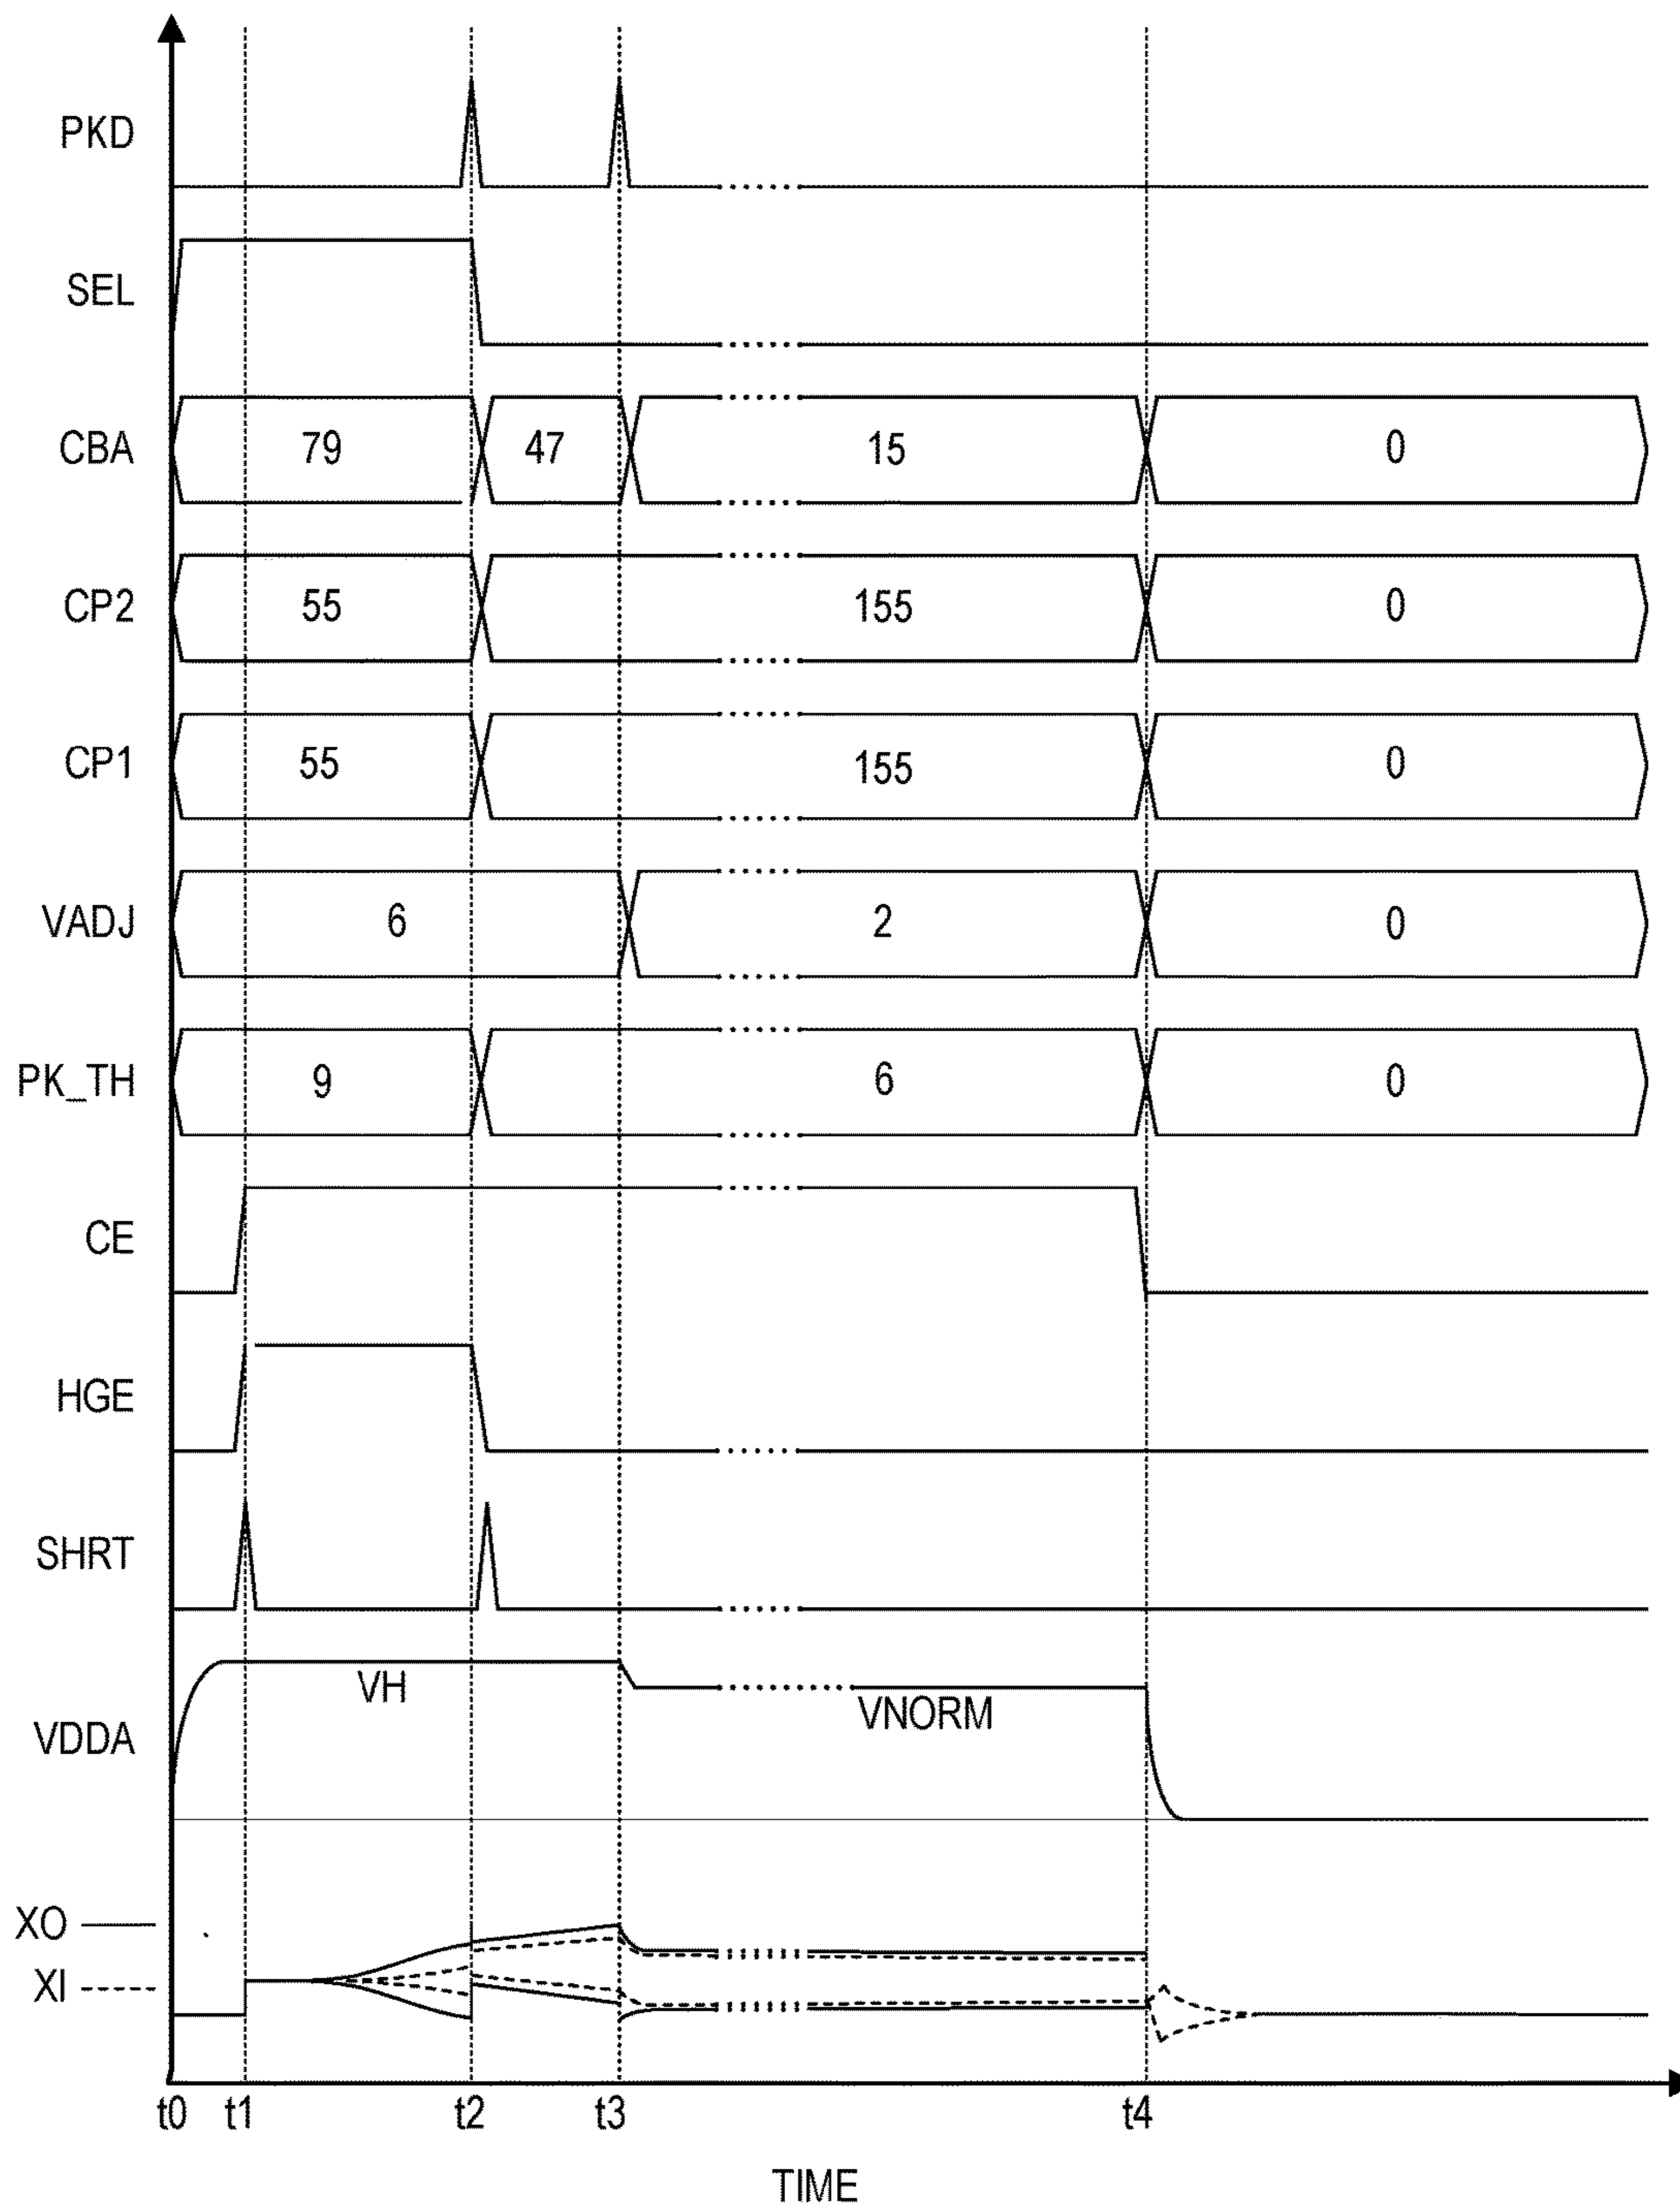 PKD
SEL
CBA 79 47 15 0
CP2 55 155 0
CP1 55 155 0
VADJ 6 2 0
PK_TH 9 6 0
CE
HGE
SHRT
VH
VNORM
VDDA
XO
XI
t0 t1 t2 t3 t4
TIME